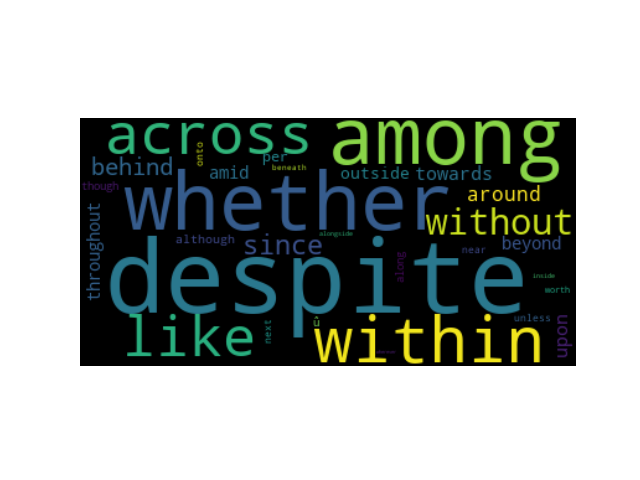 across among
behind onto amid per beneath outside towards
though whether around
throughout without
although since alongside beyond
despite along near inside
worth
like next within unless upon